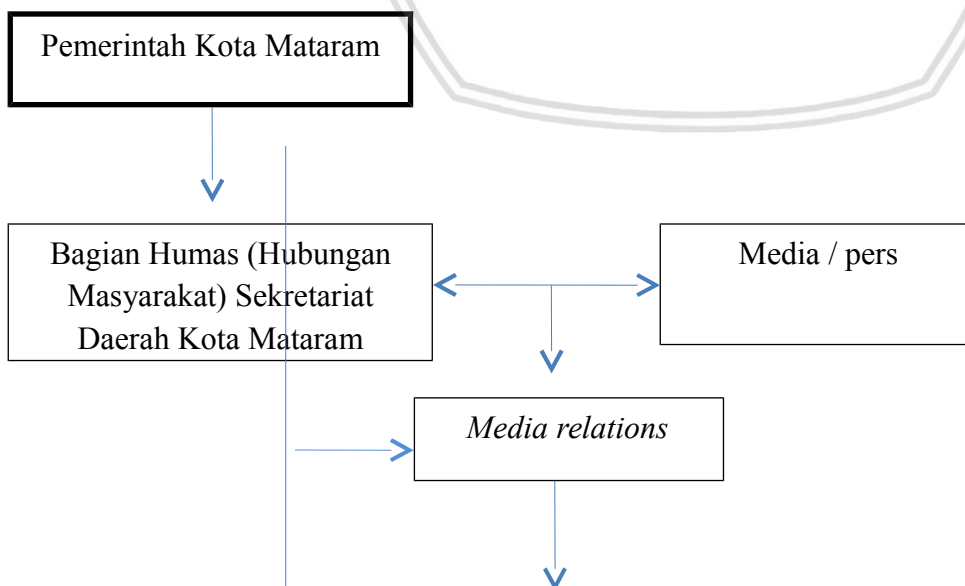 Pemerintah Kota Mataram
Bagian Humas (Hubungan
Masyarakat) Sekretariat
Daerah Kota Mataram
Media / pers
Media relations